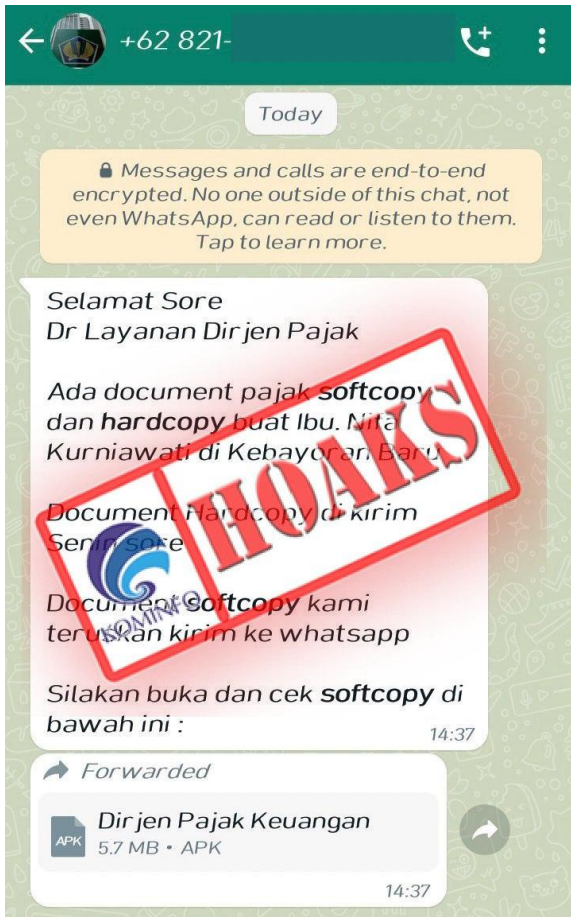 +62 821-
Today
Messages and calls are end-to-end
encrypted. No one outside of this chat, not
even WhatsApp, can read or listen to them.
Tap to learn more.
Selamat Sore
Dr Layanan Dirjen Pajak
Ada document pajak softcopy
dan hardcopy buat Ibu. Nita
Kurniawati di Kebayoran Baru
Document Hardcopy di kirim
Senin sore
Document softcopy kami
teruskan kirim ke whatsapp
Silakan buka dan cek softcopy di
bawah ini :
14:37
HOAKS
KOMINFO
Forwarded
APK
Dirjen Pajak Keuangan
5.7 MB • APK
14:37